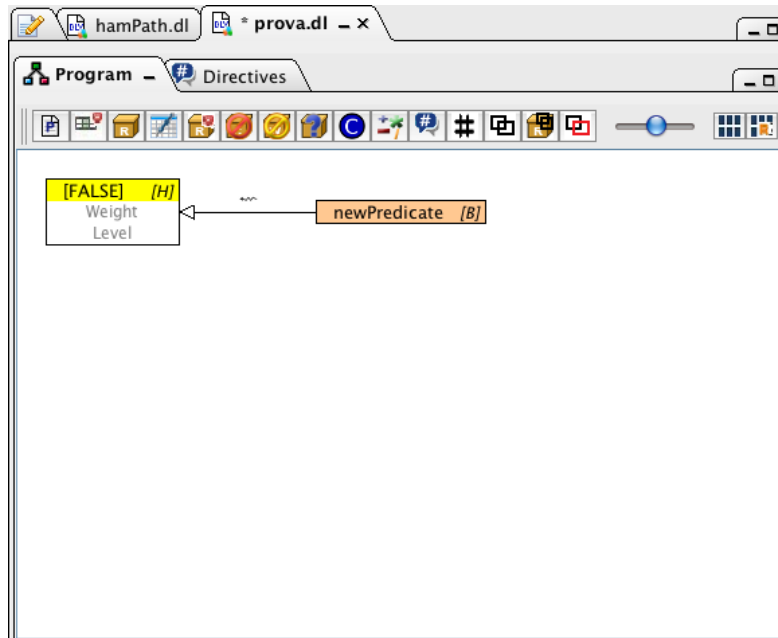 hamPath.dl * prova.dl
Program Directives
[FALSE] [H]
Weight
Level
newPredicate [B]